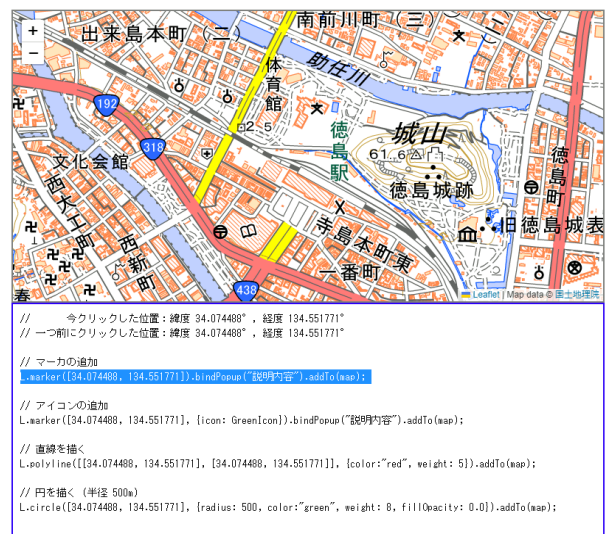 +
−
出来島本町 (二)
南前川町(三)
助任川
体育館
192
2.5
318
城山
徳島駅
61.6
徳島町
文化会館
徳島城跡
旧徳島城表
西大工町
西新町
寺島本町東
一番町
春
438
Leaflet | Map data © 国土地理院
// 今クリックした位置：緯度 34.074488°, 経度 134.551771°
// 一つ前にクリックした位置：緯度 34.074488°, 経度 134.551771°
// マーカの追加
L.marker([34.074488, 134.551771]).bindPopup("説明内容").addTo(map);
// アイコンの追加
L.marker([34.074488, 134.551771], {icon: GreenIcon}).bindPopup("説明内容").addTo(map);
// 直線を描く
L.polyline([[34.074488, 134.551771], [34.074488, 134.551771]], {color:"red", weight: 5}).addTo(map);
// 円を描く (半径 500m)
L.circle([34.074488, 134.551771], {radius: 500, color:"green", weight: 8, fillOpacity: 0.0}).addTo(map);